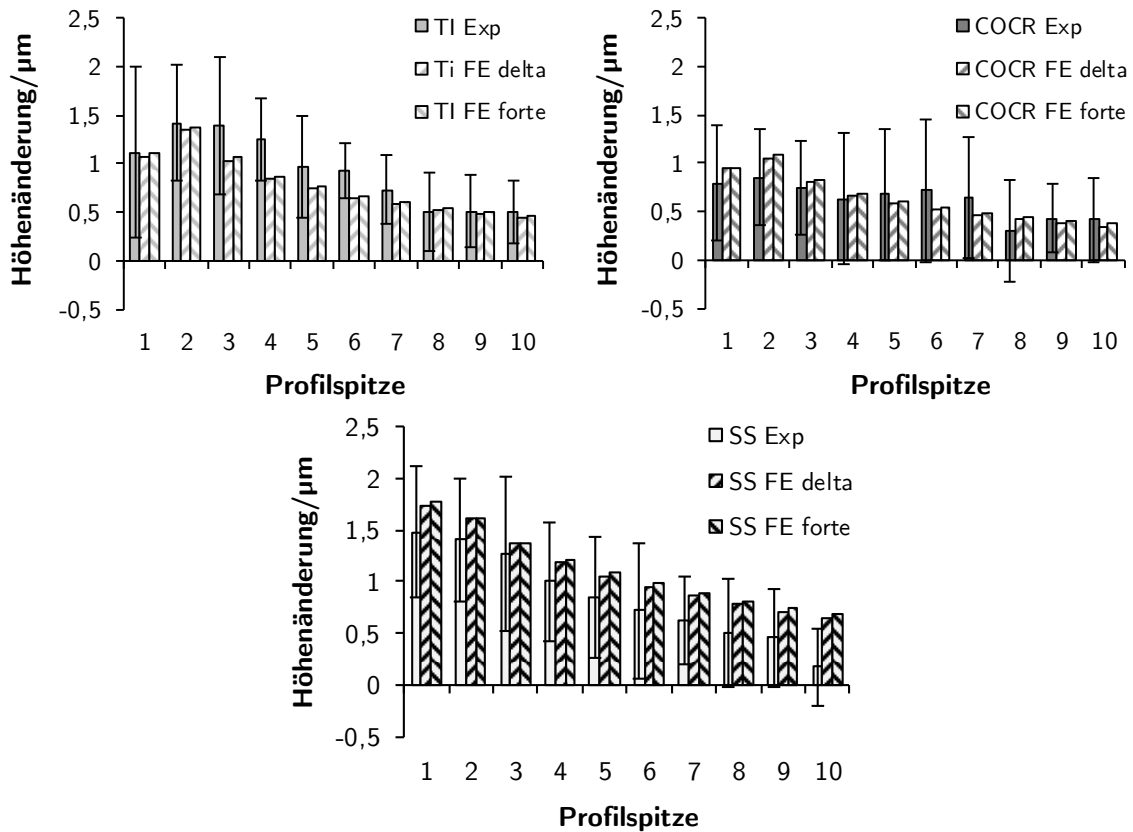 Höhenänderung/µm
2,5
2
1,5
1
0,5
0
-0,5
TI Exp
Ti FE delta
TI FE forte
1 2 3 4 5 6 7 8 9 10
Profilspitze
Höhenänderung/µm
2,5
2
1,5
1
0,5
0
-0,5
COCR Exp
COCR FE delta
COCR FE forte
1 2 3 4 5 6 7 8 9 10
Profilspitze
Höhenänderung/µm
2,5
2
1,5
1
0,5
0
-0,5
SS Exp
SS FE delta
SS FE forte
1 2 3 4 5 6 7 8 9 10
Profilspitze